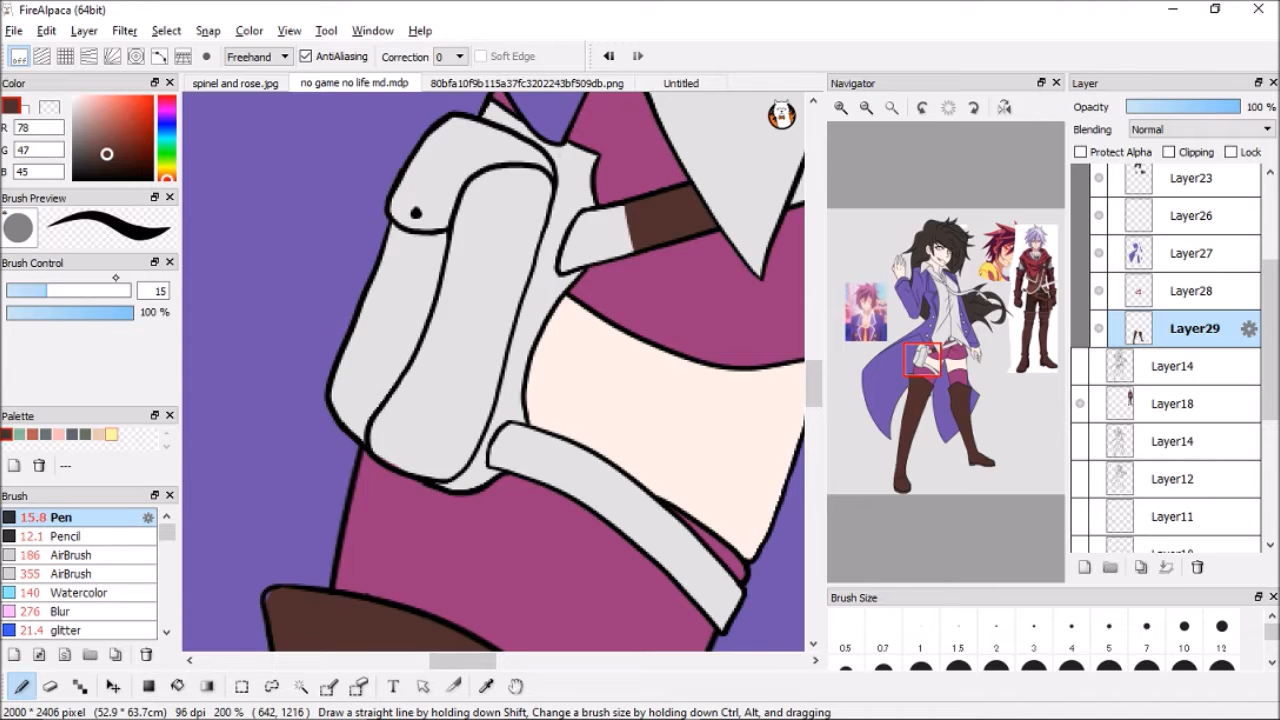 FireAlpaca (64bit)
File Edit Layer Filter Select Snap Color View Tool Window Help
OFF Freehand AntiAliasing Correction 0 Soft Edge
Color spinel and rose.jpg no game no life md.mdp 80bfa10f9b115a37fc3202243bf509db.png Untitled Navigator Layer
Opacity 100 %
R 78
Blending Normal
G 47
Protect Alpha Clipping Lock
B 45
Layer23
Brush Preview
Layer26
Layer27
Brush Control
15
Layer28
100 %
Layer29
Layer14
Layer18
Palette
Layer14
---
Layer12
Brush
15.8 Pen
Layer11
12.1 Pencil
186 AirBrush
355 AirBrush
140 Watercolor
Brush Size
276 Blur
21.4 glitter
0.5 0.7 1 1.5 2 3 4 5 7 10 12
T
2000 * 2406 pixel (52.9 * 63.7cm) 96 dpi 200 % ( 642, 1216 ) Draw a straight line by holding down Shift, Change a brush size by holding down Ctrl, Alt, and dragging